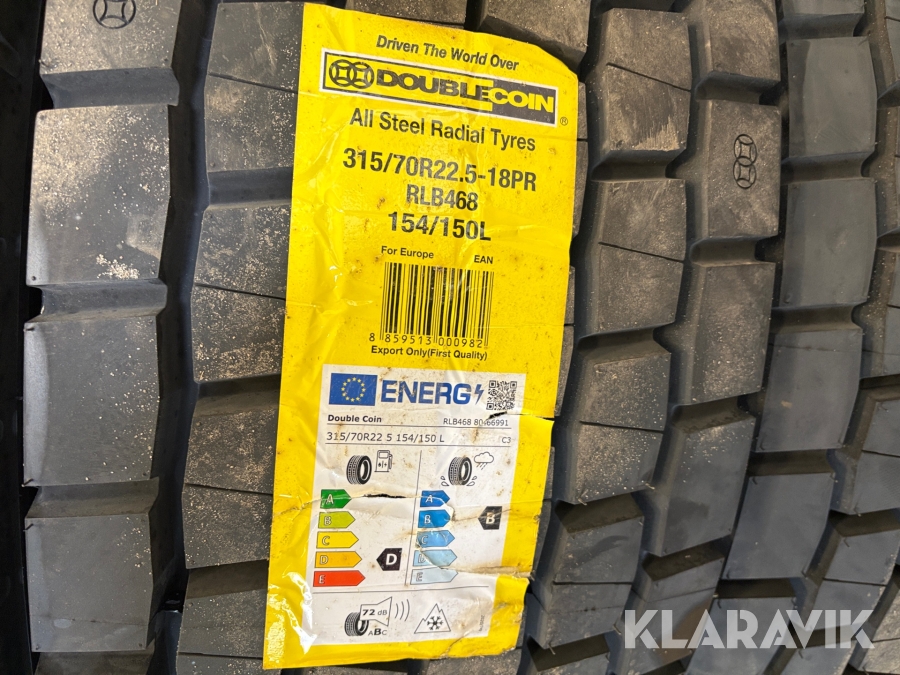 Driven The World Over
DOUBLECOIN ®
All Steel Radial Tyres
315/70R22.5-18PR
RLB468
154/150L
For Europe EAN
8 859513 000982
Export Only(First Quality)
ENERG
Double Coin RLB468 80466991
315/70R22 5 154/150 L C3
A A
B B B
C C
D D D
E E
72 dB
ABC
KLARAVIK